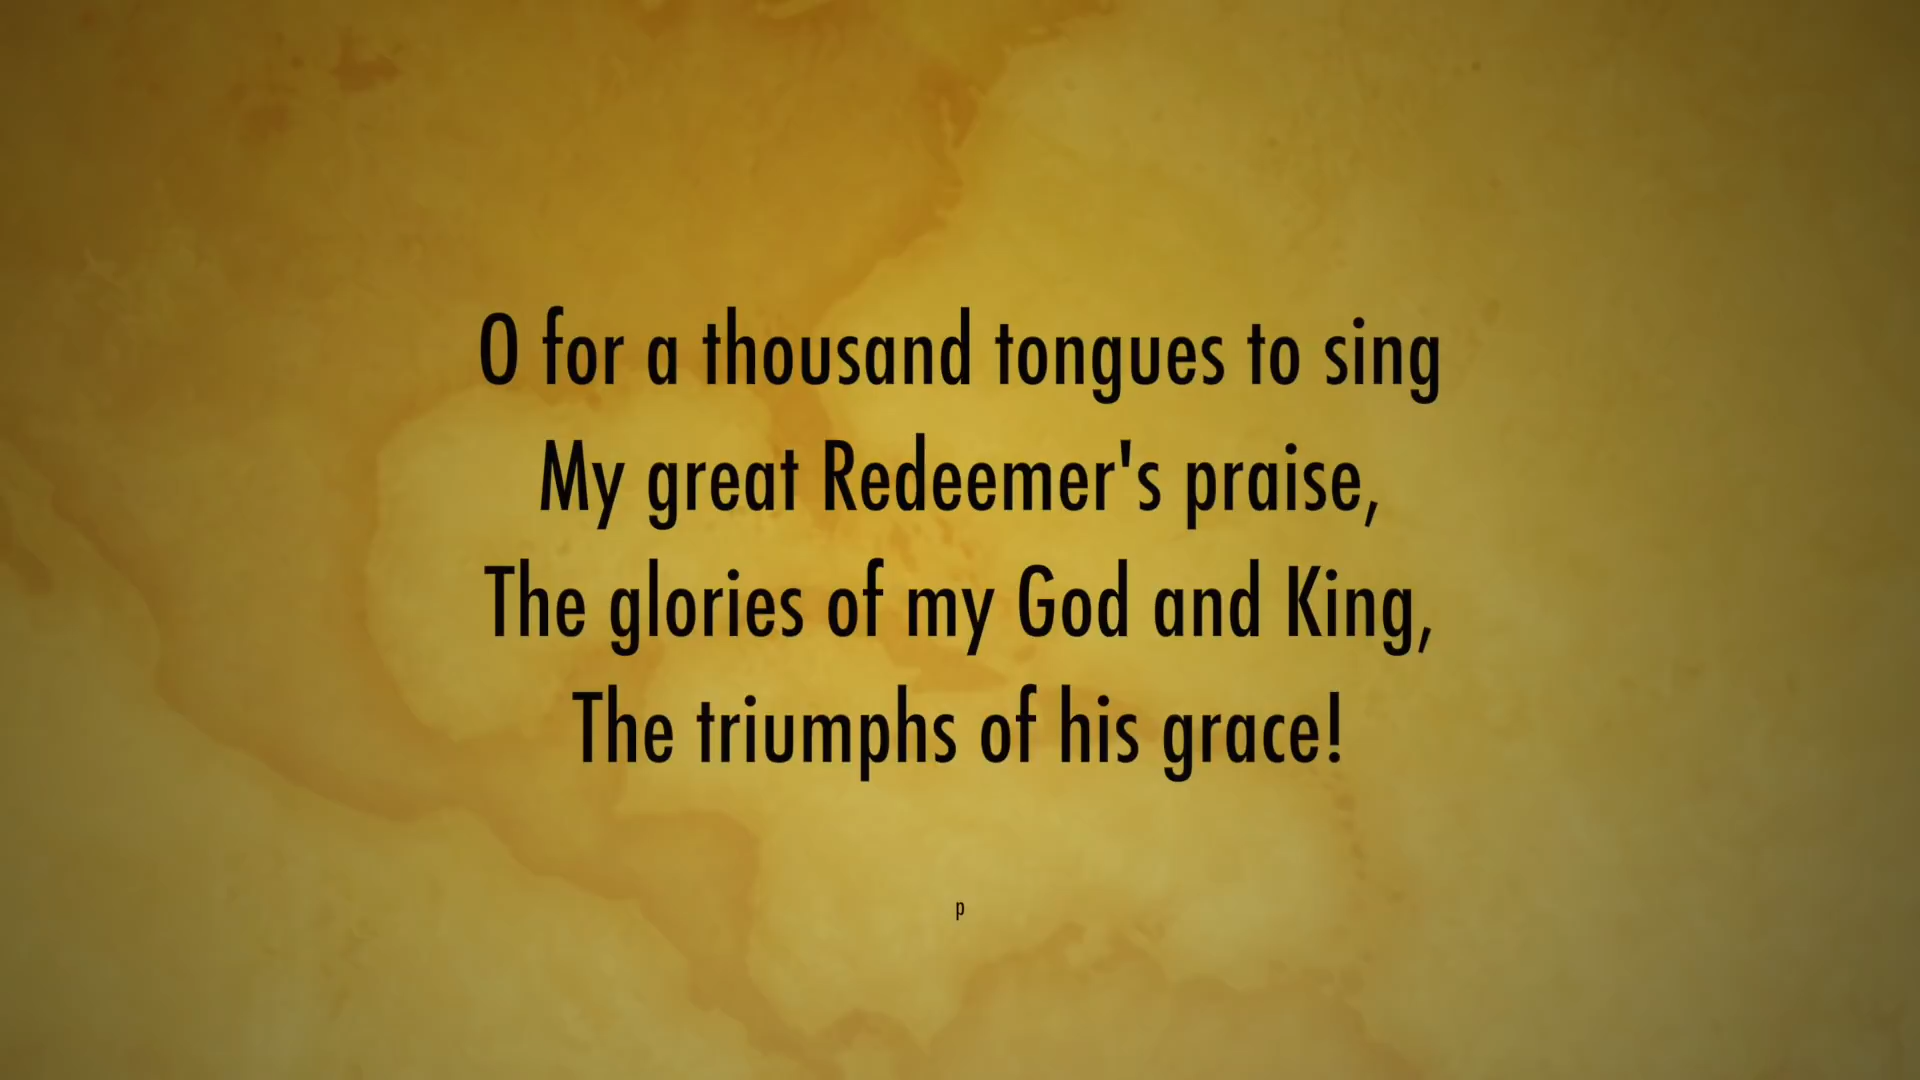 O for a thousand tongues to sing
My great Redeemer's praise,
The glories of my God and King,
The triumphs of his grace!
p